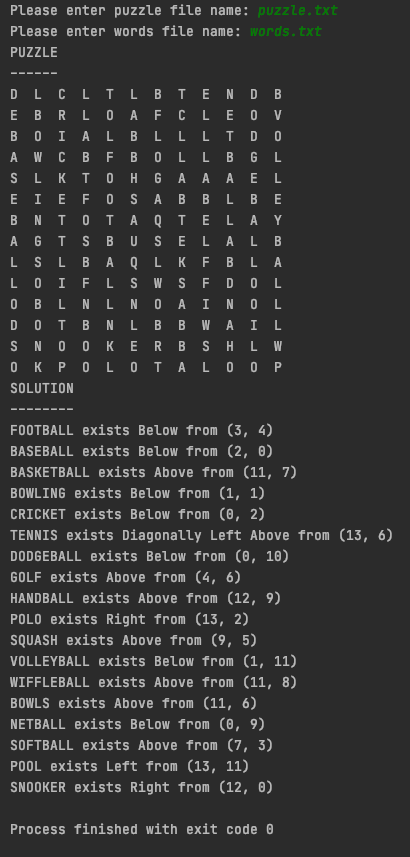 Please enter puzzle file name: puzzle.txt
Please enter words file name: words.txt
PUZZLE
------
D L C L T L B T E N D B
E B R L O A F C L E O V
B O I A L B L L L T D O
A W C B F B O L L B G L
S L K T O H G A A A E L
E I E F O S A B B L B E
B N T O T A Q T E L A Y
A G T S B U S E L A L B
L S L B A Q L K F B L A
L O I F L S W S F D O L
O B L N L N O A I N O L
D O T B N L B B W A I L
S N O O K E R B S H L W
O K P O L O T A L O O P
SOLUTION
--------
FOOTBALL exists Below from (3, 4)
BASEBALL exists Below from (2, 0)
BASKETBALL exists Above from (11, 7)
BOWLING exists Below from (1, 1)
CRICKET exists Below from (0, 2)
TENNIS exists Diagonally Left Above from (13, 6)
DODGEBALL exists Below from (0, 10)
GOLF exists Above from (4, 6)
HANDBALL exists Above from (12, 9)
POLO exists Right from (13, 2)
SQUASH exists Above from (9, 5)
VOLLEYBALL exists Below from (1, 11)
WIFFLEBALL exists Above from (11, 8)
BOWLS exists Above from (11, 6)
NETBALL exists Below from (0, 9)
SOFTBALL exists Above from (7, 3)
POOL exists Left from (13, 11)
SNOOKER exists Right from (12, 0)
Process finished with exit code 0